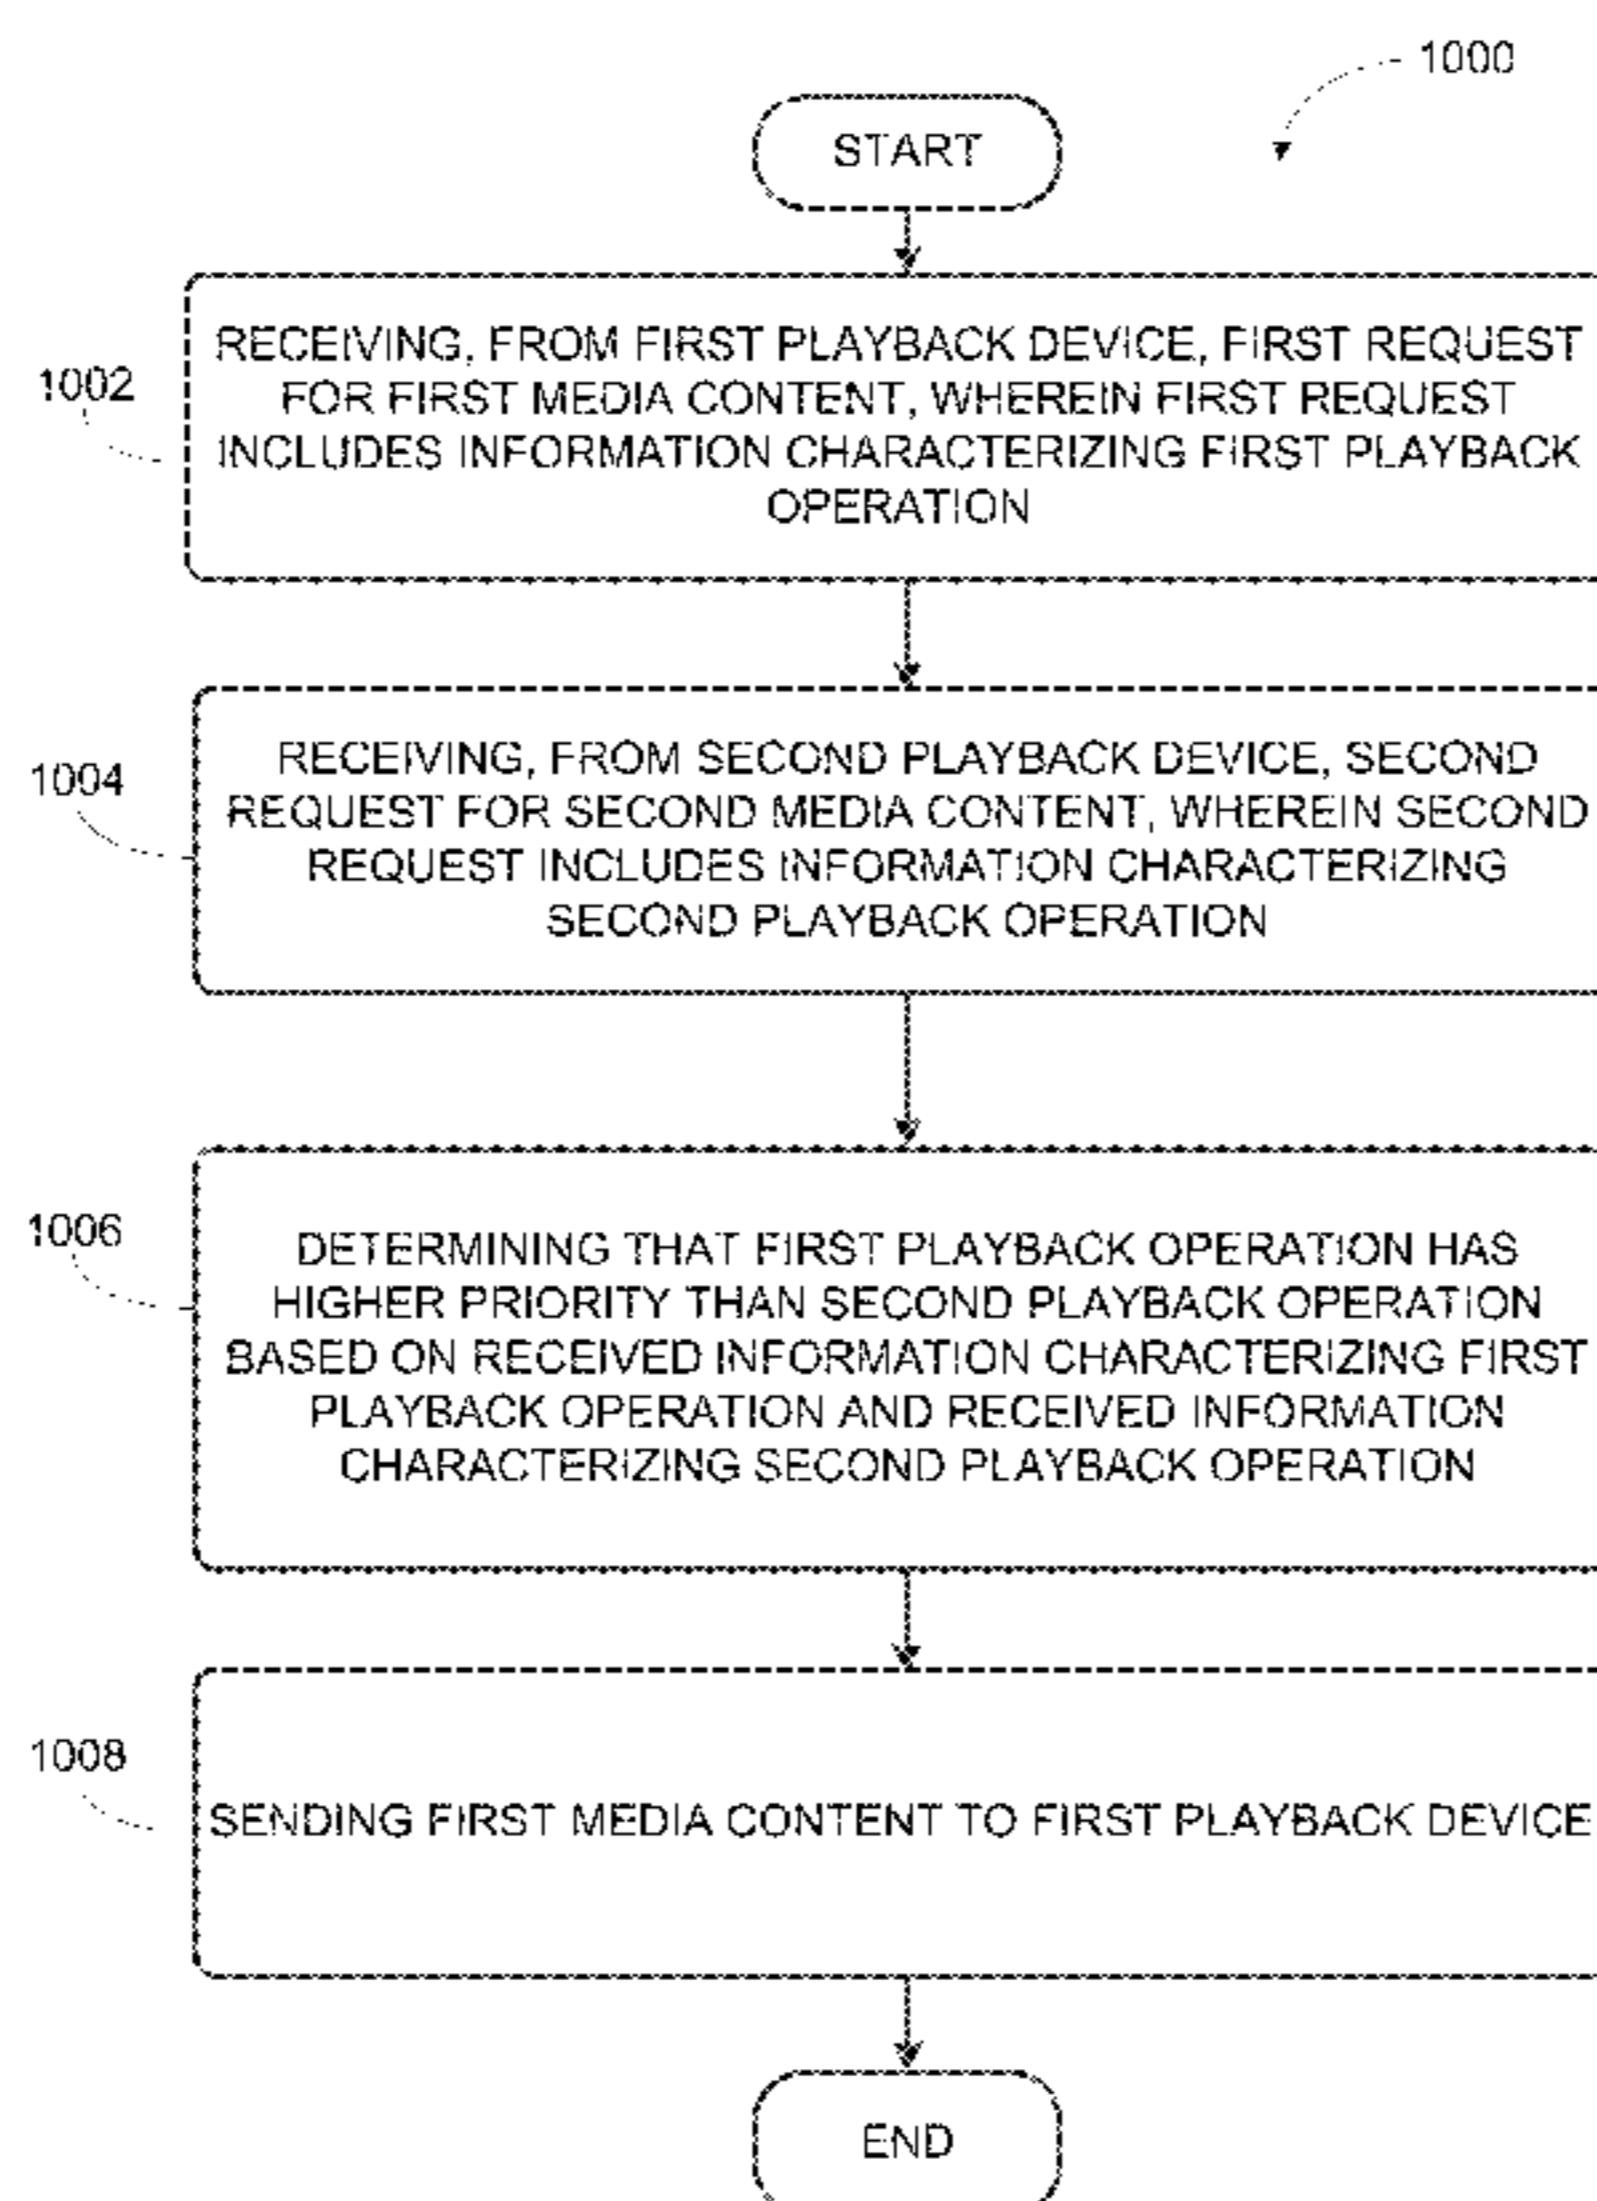 1000
START
1002
RECEIVING, FROM FIRST PLAYBACK DEVICE, FIRST REQUEST
FOR FIRST MEDIA CONTENT, WHEREIN FIRST REQUEST
INCLUDES INFORMATION CHARACTERIZING FIRST PLAYBACK
OPERATION
1004
RECEIVING, FROM SECOND PLAYBACK DEVICE, SECOND
REQUEST FOR SECOND MEDIA CONTENT, WHEREIN SECOND
REQUEST INCLUDES INFORMATION CHARACTERIZING
SECOND PLAYBACK OPERATION
1006
DETERMINING THAT FIRST PLAYBACK OPERATION HAS
HIGHER PRIORITY THAN SECOND PLAYBACK OPERATION
BASED ON RECEIVED INFORMATION CHARACTERIZING FIRST
PLAYBACK OPERATION AND RECEIVED INFORMATION
CHARACTERIZING SECOND PLAYBACK OPERATION
1008
SENDING FIRST MEDIA CONTENT TO FIRST PLAYBACK DEVICE
END